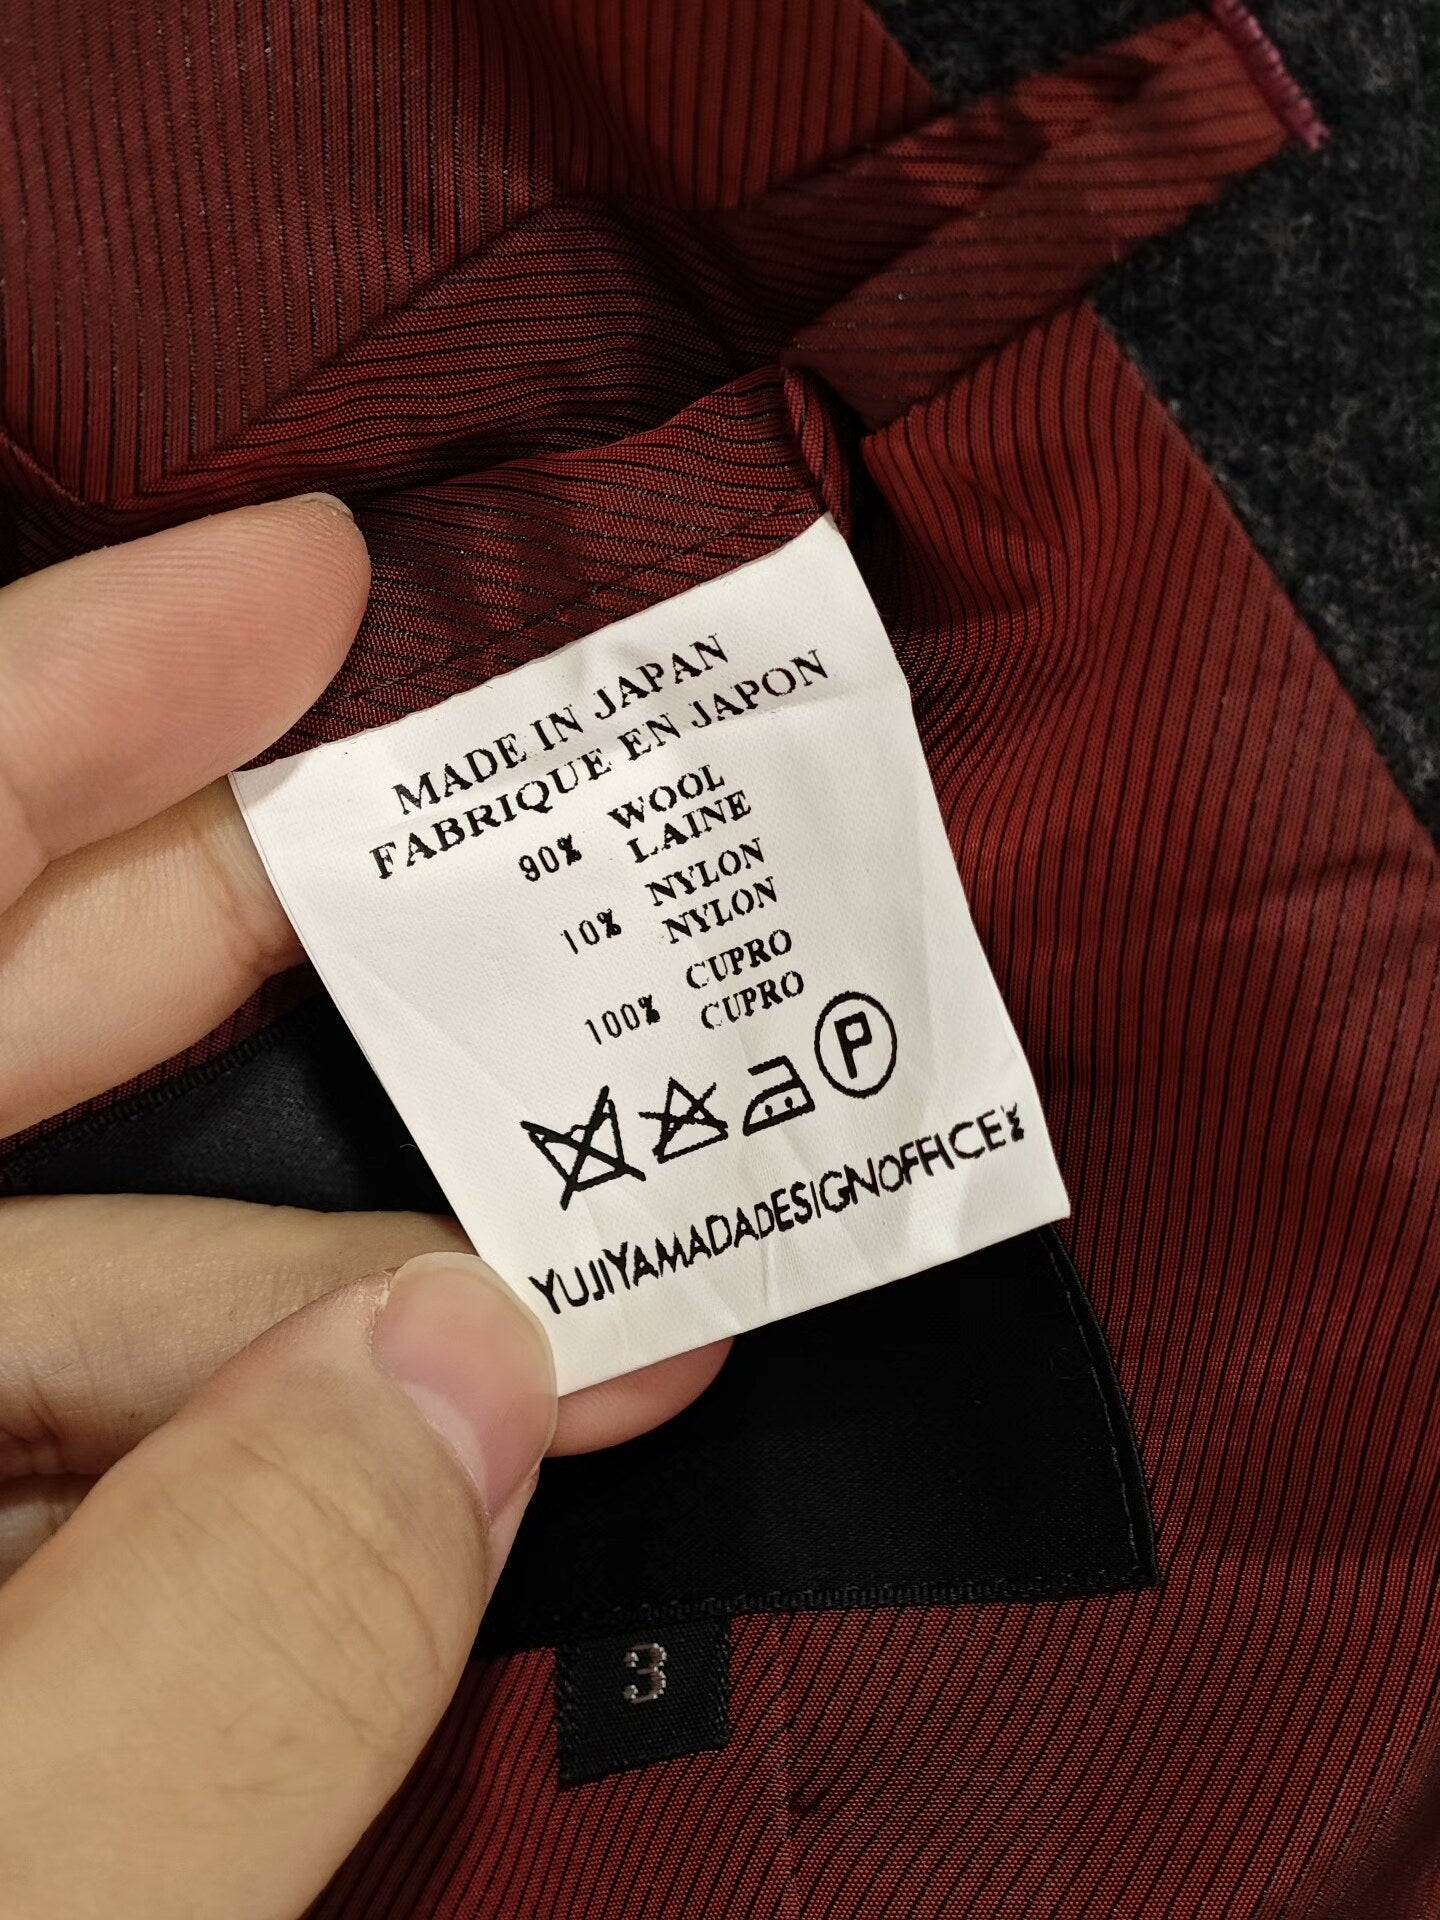 MADE IN JAPAN
FABRIQUE EN JAPON
90% WOOL
LAINE
10% NYLON
NYLON
100% CUPRO
CUPRO
P
YUJIYAMADADESIGNOFFICE
3